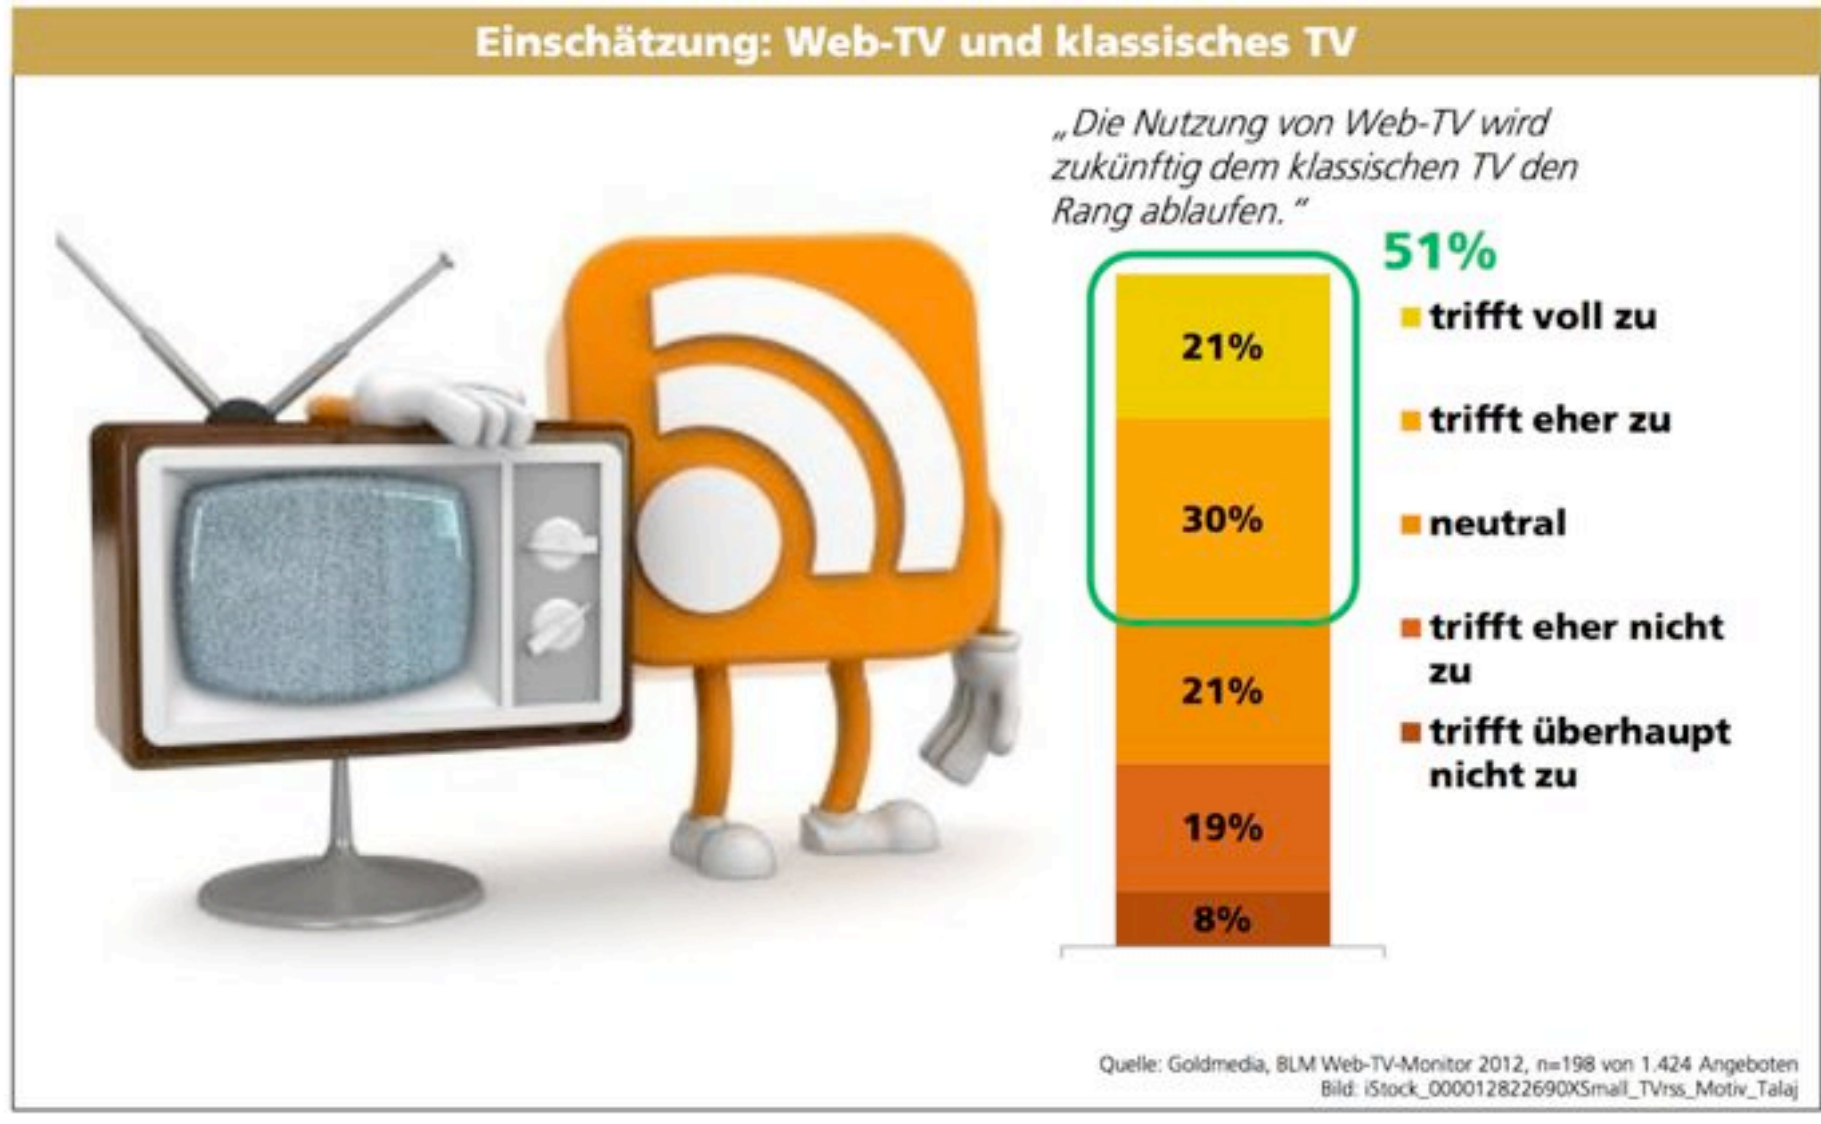 Einschätzung: Web-TV und klassisches TV
„Die Nutzung von Web-TV wird
zukünftig dem klassischen TV den
Rang ablaufen.“
51%
21%
30%
21%
19%
8%
trifft voll zu
trifft eher zu
neutral
trifft eher nicht
zu
trifft überhaupt
nicht zu
Quelle: Goldmedia, BLM Web-TV-Monitor 2012, n=198 von 1.424 Angeboten
Bild: iStock_000012822690XSmall_TVrss_Motiv_Talaj